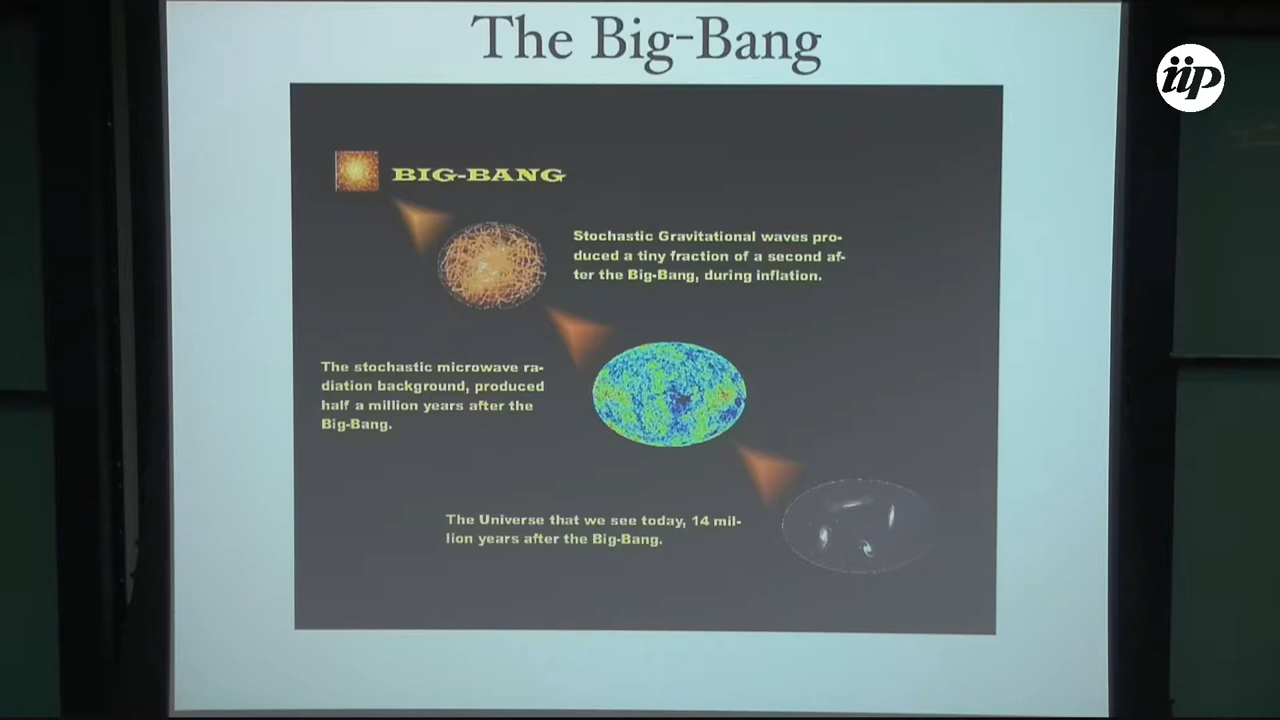 The Big-Bang
iip
BIG-BANG
Stochastic Gravitational waves pro-
duced a tiny fraction of a second af-
ter the Big-Bang, during inflation.
The stochastic microwave ra-
diation background, produced
half a million years after the
Big-Bang.
The Universe that we see today, 14 mil-
lion years after the Big-Bang.